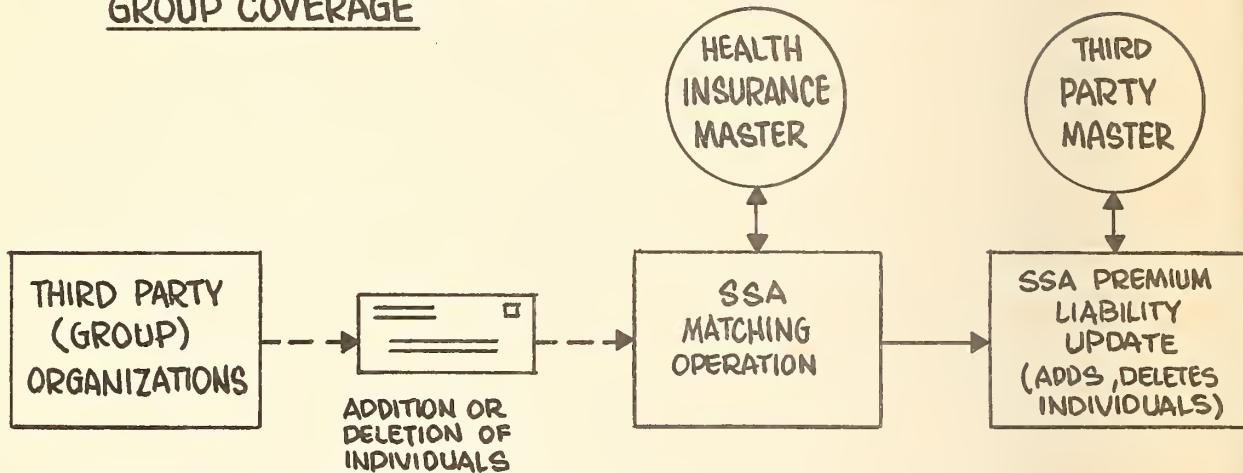 GROUP COVERAGE
HEALTH
INSURANCE
MASTER
THIRD
PARTY
MASTER
THIRD PARTY
(GROUP)
ORGANIZATIONS
ADDITION OR
DELETION OF
INDIVIDUALS
SSA
MATCHING
OPERATION
SSA PREMIUM
LIABILITY
UPDATE
(ADDS, DELETES
INDIVIDUALS)